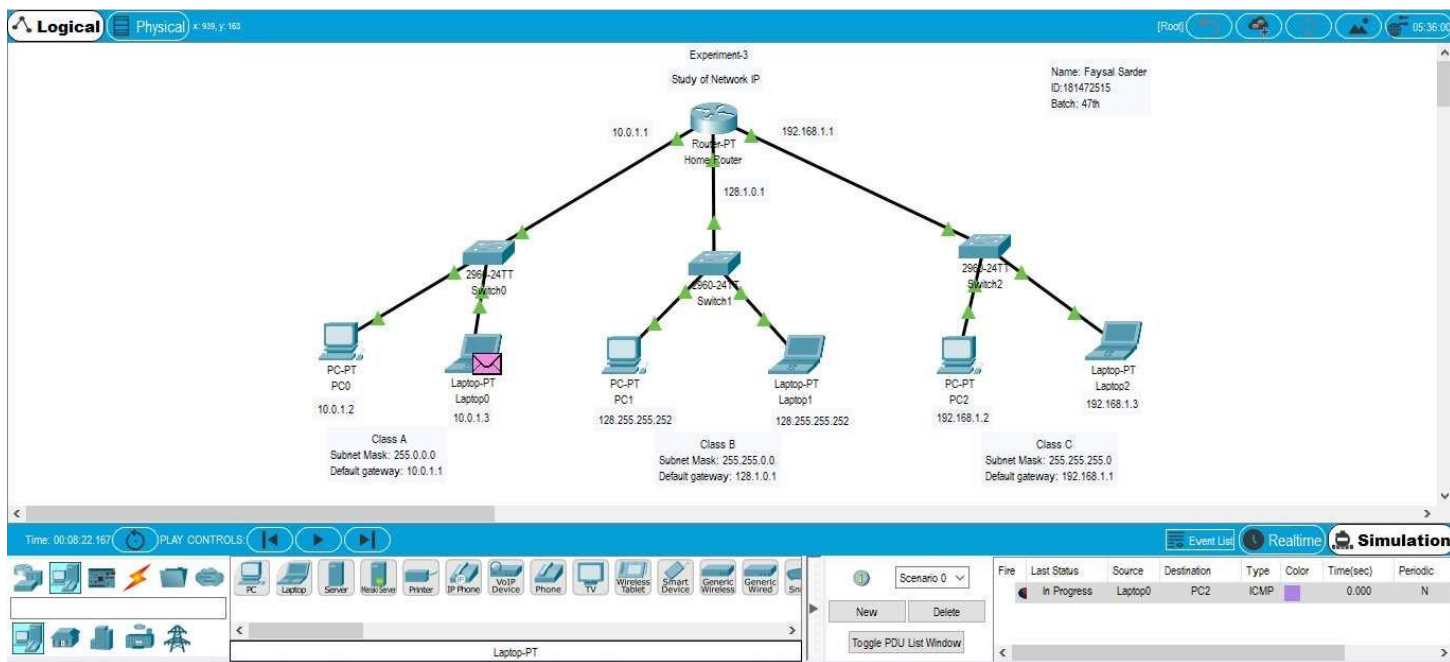 Logical
Physical
x: 939, y: 163
[Root]
05:36:00
Experiment-3
Study of Network IP
Name: Faysal Sarder
ID:181472515
Batch: 47th
10.0.1.1
192.168.1.1
Router-PT
Home Router
128.1.0.1
2960-24TT
Switch0
2960-24TT
Switch1
2960-24TT
Switch2
PC-PT
PC0
10.0.1.2
Laptop-PT
Laptop0
10.0.1.3
PC-PT
PC1
128.255.255.252
Laptop-PT
Laptop1
128.255.255.252
PC-PT
PC2
192.168.1.2
Laptop-PT
Laptop2
192.168.1.3
Class A
Subnet Mask: 255.0.0.0
Default gateway: 10.0.1.1
Class B
Subnet Mask: 255.255.0.0
Default gateway: 128.1.0.1
Class C
Subnet Mask: 255.255.255.0
Default gateway: 192.168.1.1
Time: 00:08:22.167
PLAY CONTROLS:
Event List
Realtime
Simulation
PC
Laptop
Server
Printer
IP Phone
VoIP Device
Phone
TV
Wireless Tablet
Smart Device
Generic Wireless
Generic Wired
Laptop-PT
Scenario 0
New
Delete
Toggle PDU List Window
Fire Last Status Source Destination Type Color Time(sec) Periodic
In Progress Laptop0 PC2 ICMP 0.000 N